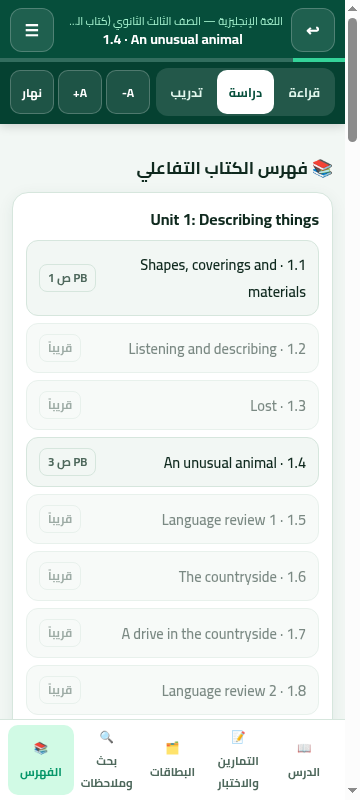 اللغة الإنجليزية — الصف الثالث الثانوي (كتاب الـ...
1.4 · An unusual animal
قراءة
دراسة
تدريب
A-
A+
نهار
📚 فهرس الكتاب التفاعلي
Unit 1: Describing things
1.1 · Shapes, coverings and
materials
PB ص 1
1.2 · Listening and describing
قريباً
1.3 · Lost
قريباً
1.4 · An unusual animal
PB ص 3
1.5 · Language review 1
قريباً
1.6 · The countryside
قريباً
1.7 · A drive in the countryside
قريباً
1.8 · Language review 2
قريباً
الدرس
التمارين
والاختبار
البطاقات
بحث
وملاحظات
الفهرس